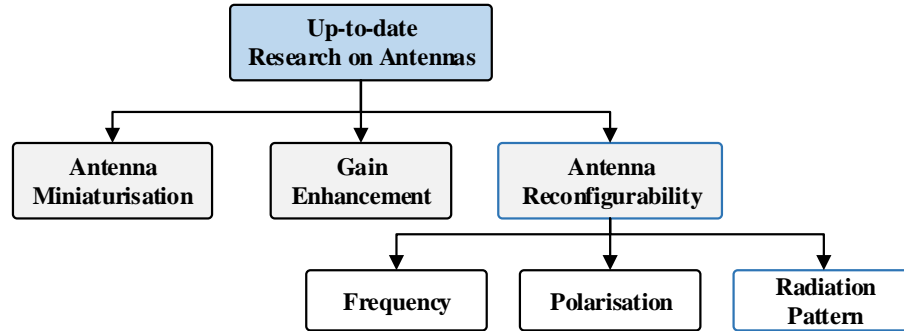 Up-to-date
Research on Antennas
Antenna
Miniaturisation
Gain
Enhancement
Antenna
Reconfigurability
Frequency
Polarisation
Radiation
Pattern